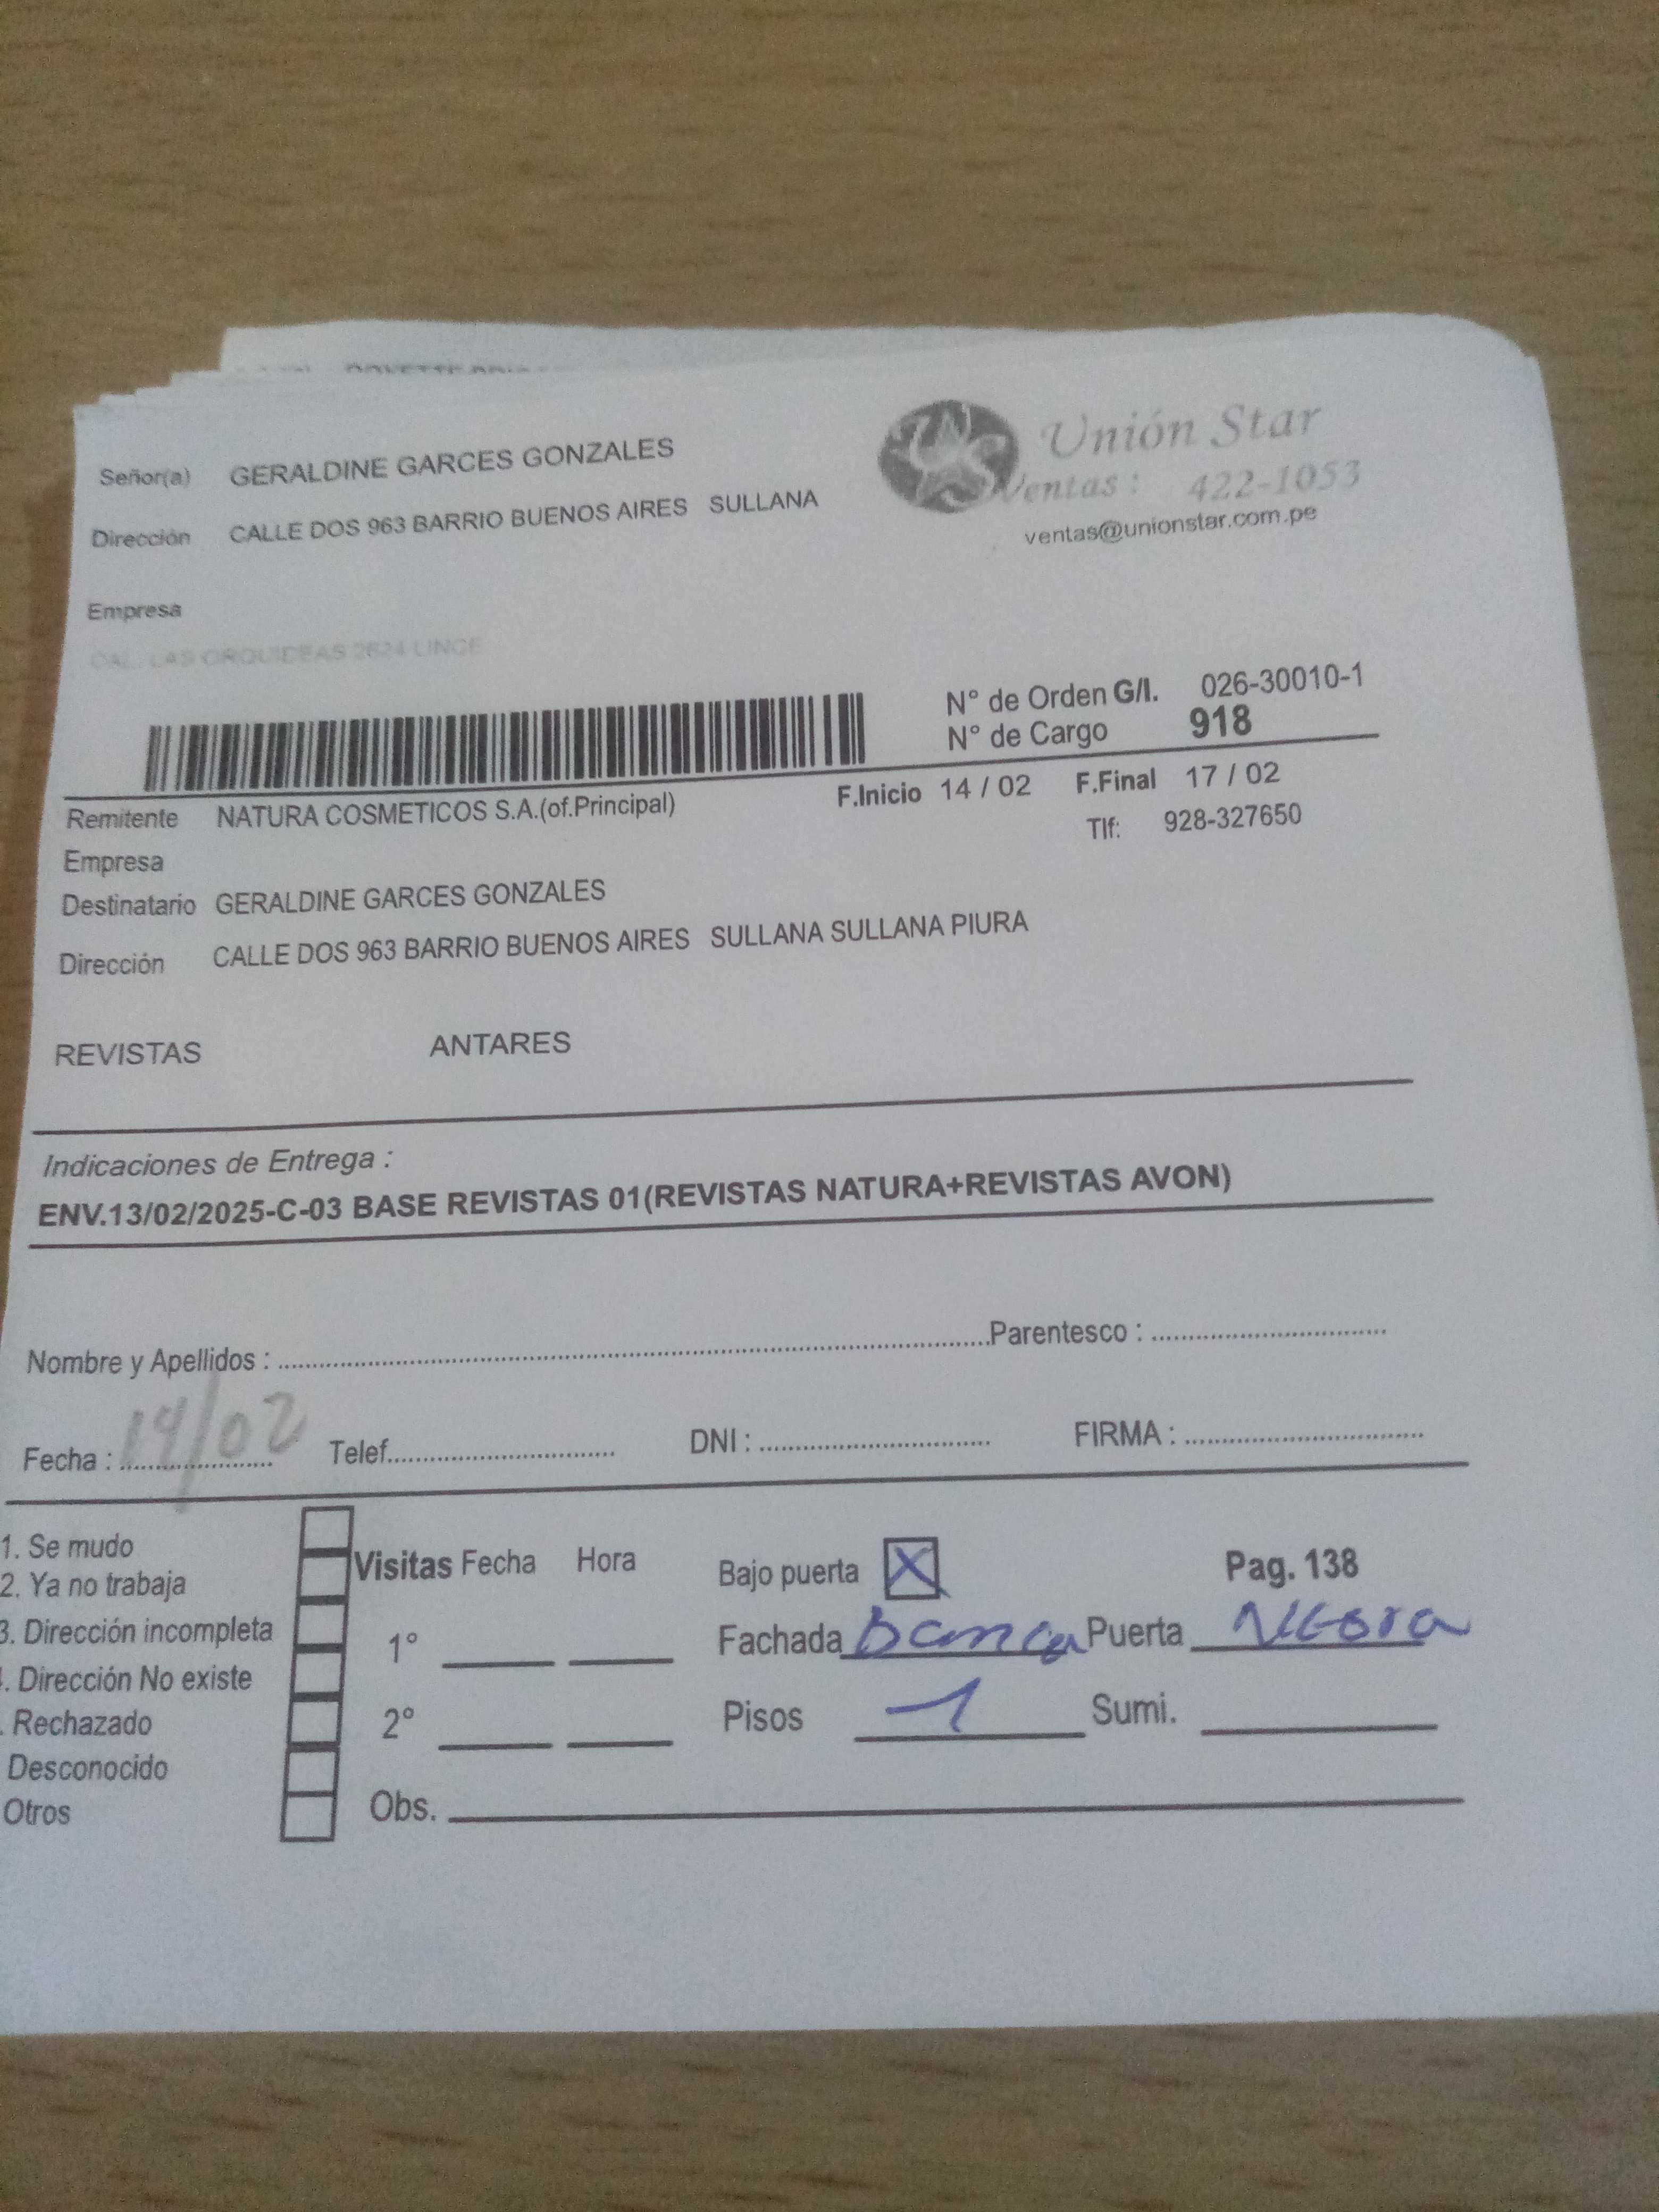 Señor(a) GERALDINE GARCES GONZALES
Dirección CALLE DOS 963 BARRIO BUENOS AIRES SULLANA
Unión Star
Ventas: 422-1053
ventas@unionstar.com.pe
Empresa
CAL. LAS ORQUIDEAS 2624 LINCE
N° de Orden G/I. 026-30010-1
N° de Cargo 918
Remitente NATURA COSMETICOS S.A.(of.Principal) F.Inicio 14 / 02 F.Final 17 / 02
Tlf: 928-327650
Empresa
Destinatario GERALDINE GARCES GONZALES
Dirección CALLE DOS 963 BARRIO BUENOS AIRES SULLANA SULLANA PIURA
REVISTAS ANTARES
Indicaciones de Entrega :
ENV.13/02/2025-C-03 BASE REVISTAS 01(REVISTAS NATURA+REVISTAS AVON)
Nombre y Apellidos : Parentesco :
Fecha : 14/02 Telef. DNI : FIRMA :
1. Se mudo
2. Ya no trabaja
3. Dirección incompleta
. Dirección No existe
. Rechazado
Desconocido
Otros
Visitas Fecha Hora
1°
2°
Obs.
Bajo puerta X Pag. 138
Fachada Puerta
Pisos 1 Sumi.